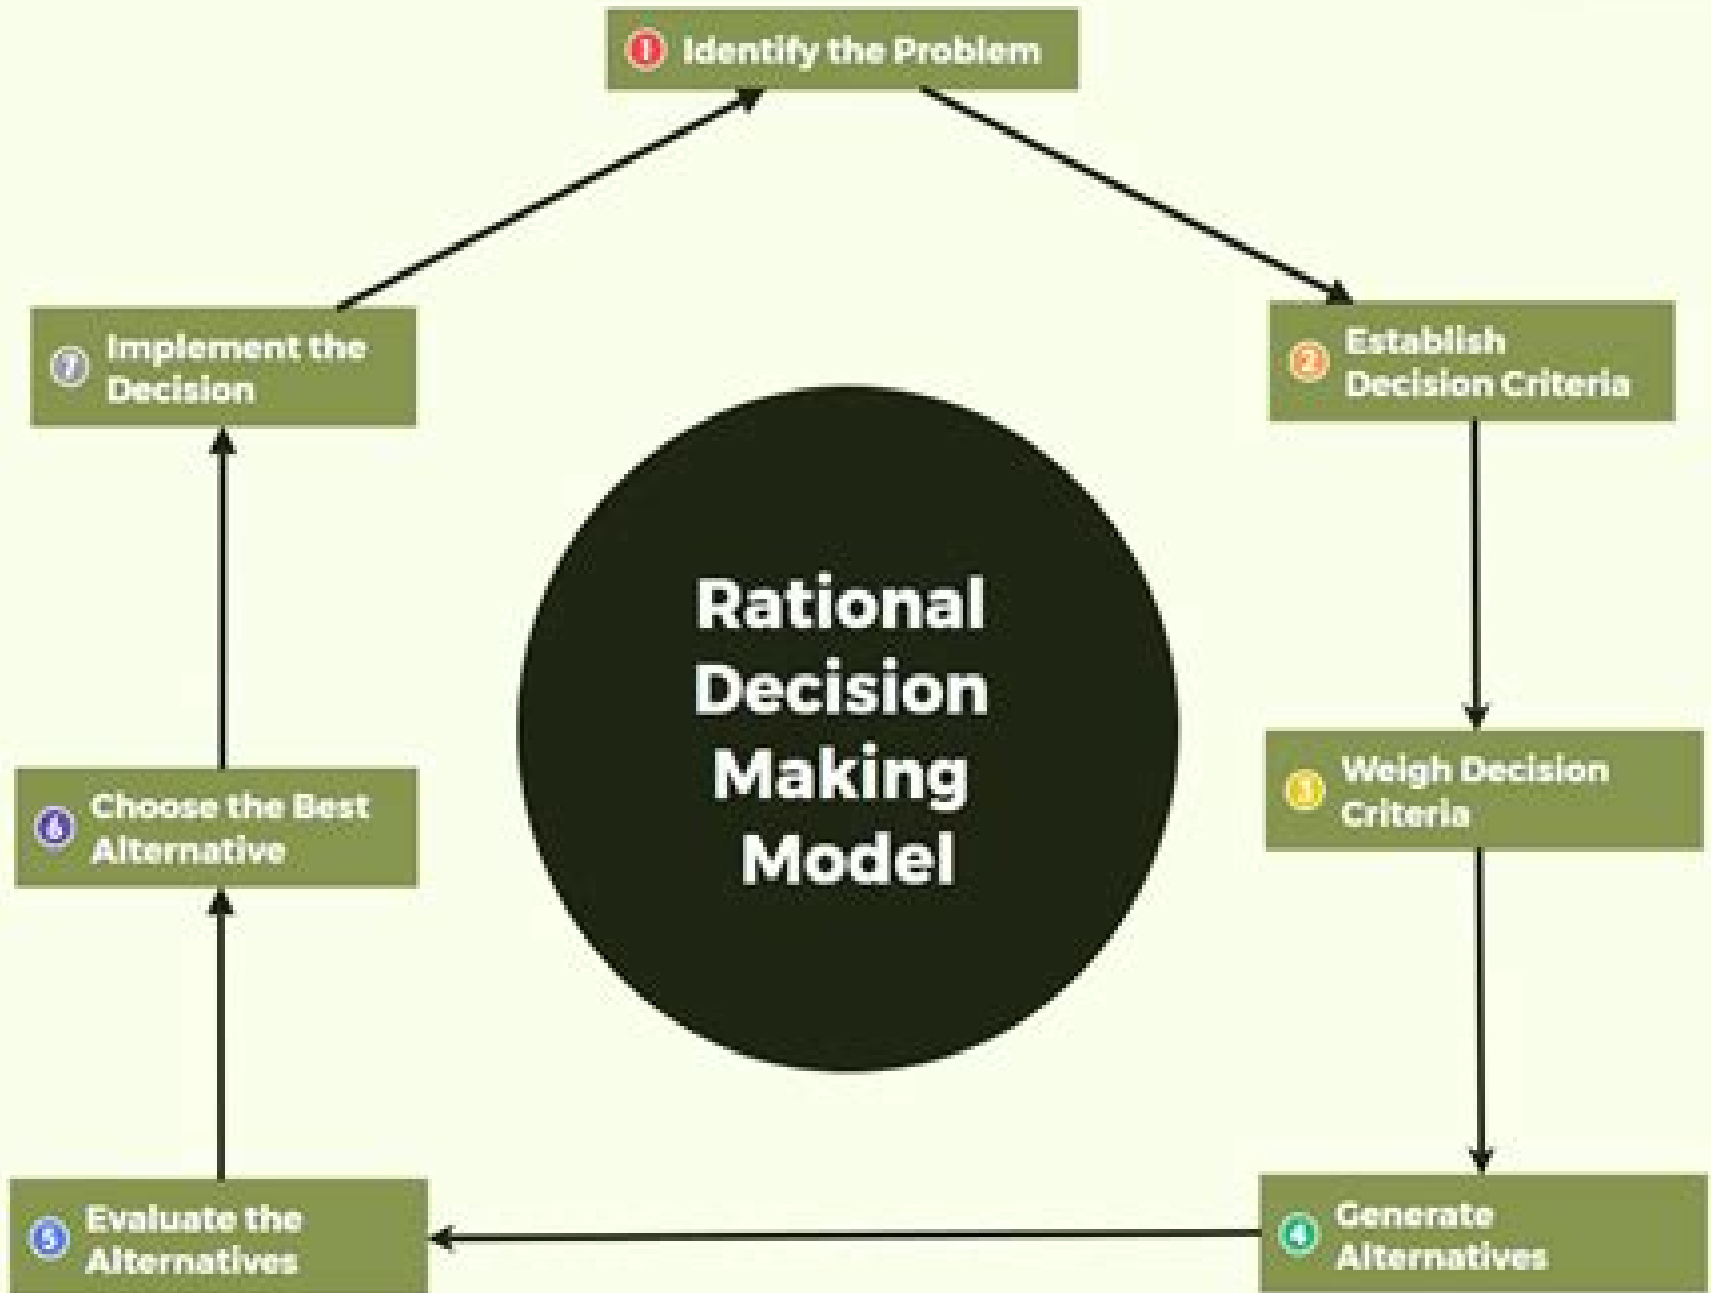 1 Identify the Problem
2 Establish
Decision Criteria
3 Weigh Decision
Criteria
4 Generate
Alternatives
5 Evaluate the
Alternatives
6 Choose the Best
Alternative
7 Implement the
Decision
Rational
Decision
Making
Model